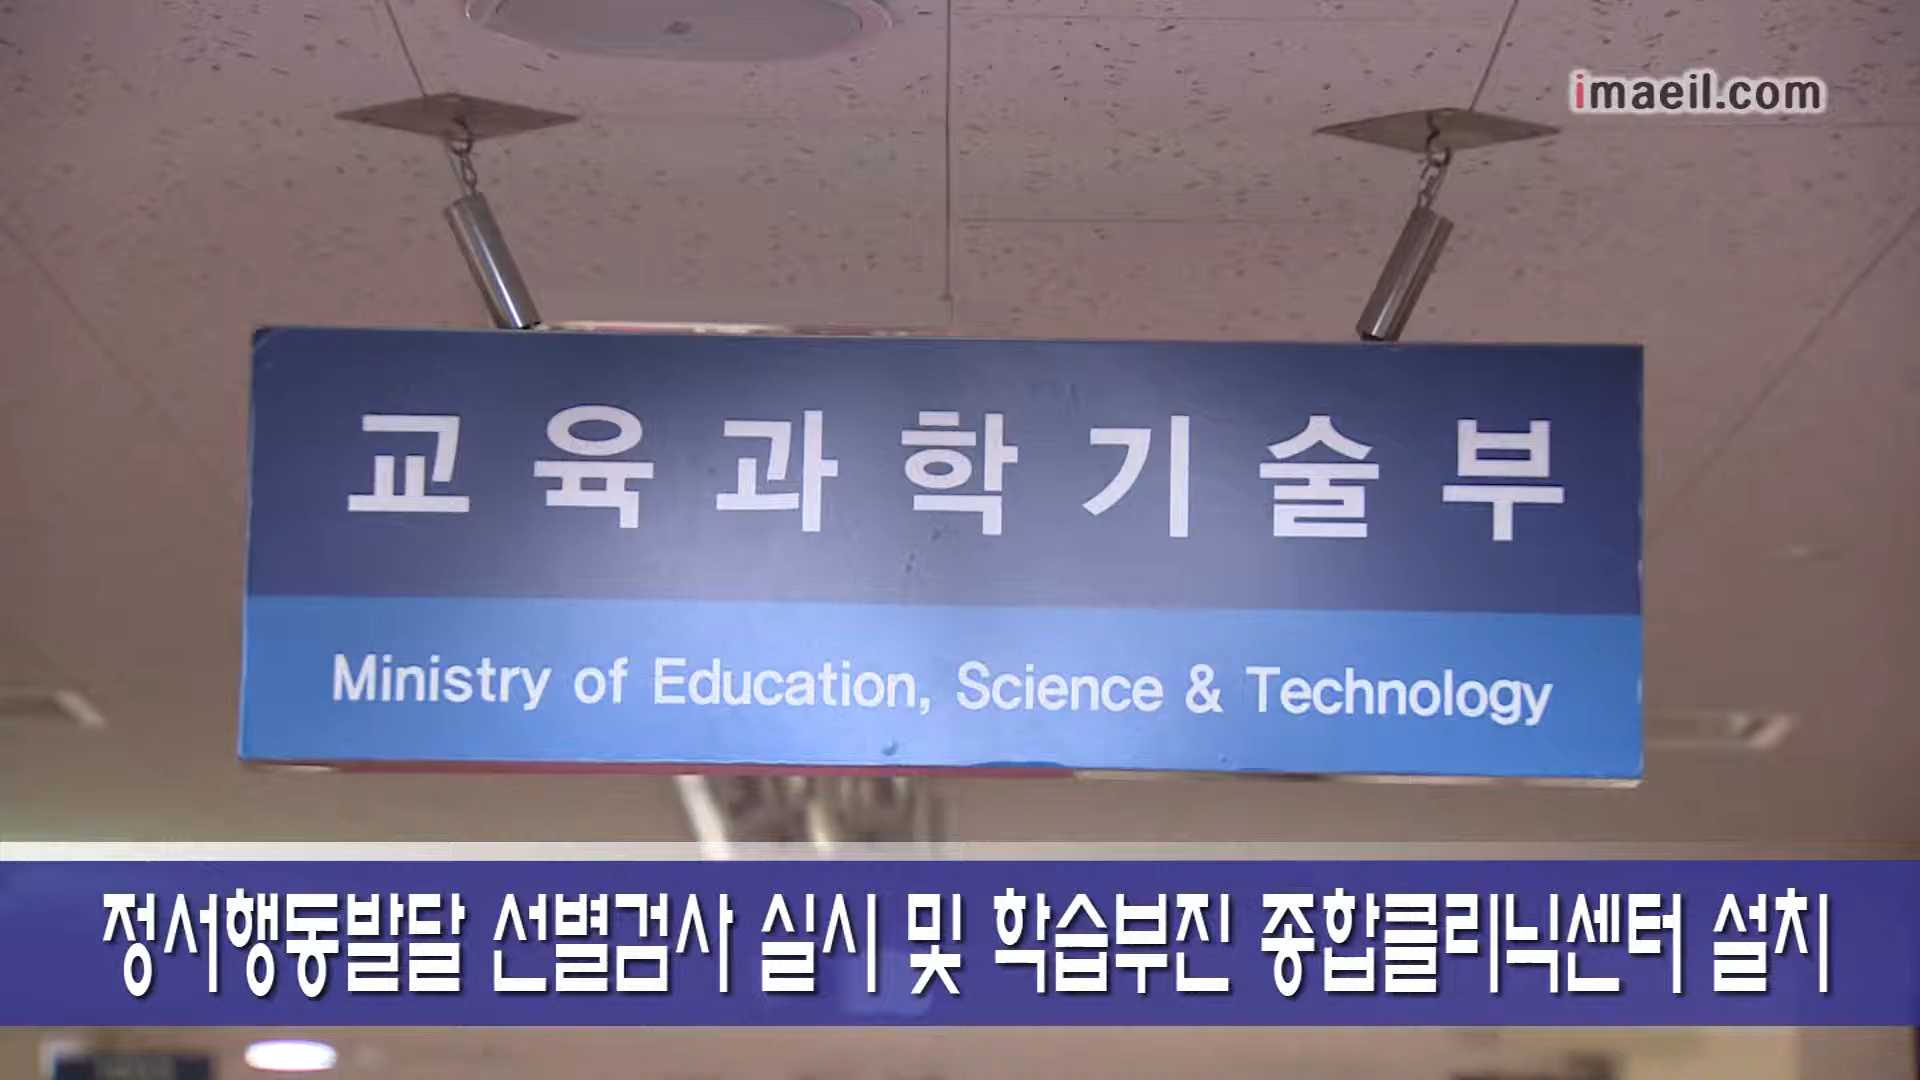 imaeil.com
교육과학기술부
Ministry of Education, Science & Technology
정서행동발달 선별검사 실시 및 학습부진 종합클리닉센터 설치